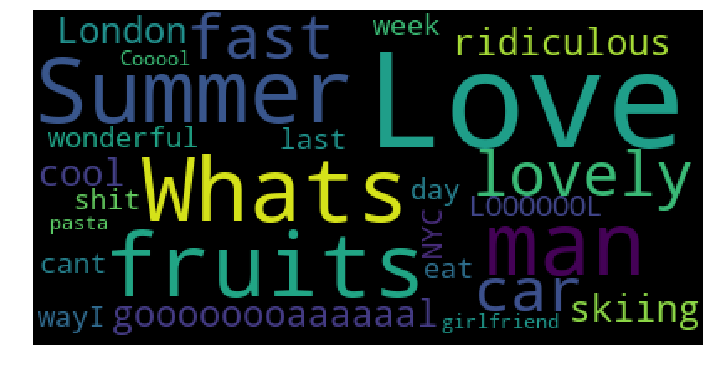 London
fast
week
ridiculous
Cooool
Summer
Love
wonderful
last
cool
Whats
lovely
shit
day
LOOOOOOL
pasta
NYC
man
fruits
cant
eat
car
skiing
wayI
goooooooaaaaaal
girlfriend